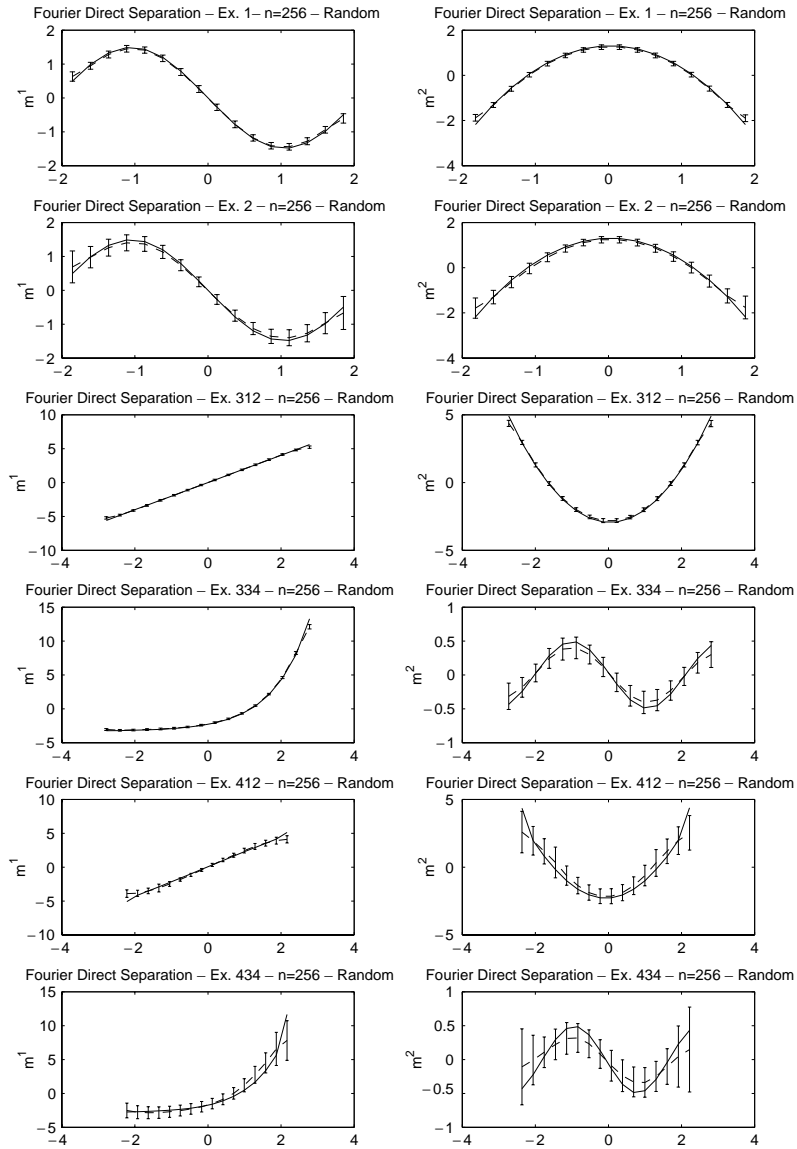 Fourier Direct Separation – Ex. 1– n=256 – Random
Fourier Direct Separation – Ex. 1 – n=256 – Random
2
1
0
−1
−2
m¹
−2 −1 0 1 2
2
0
−2
−4
m²
−2 −1 0 1 2
Fourier Direct Separation – Ex. 2 – n=256 – Random
Fourier Direct Separation – Ex. 2 – n=256 – Random
2
1
0
−1
−2
m¹
−2 −1 0 1 2
2
0
−2
−4
m²
−2 −1 0 1 2
Fourier Direct Separation – Ex. 312 – n=256 – Random
Fourier Direct Separation – Ex. 312 – n=256 – Random
10
5
0
−5
−10
m¹
−4 −2 0 2 4
5
0
−5
m²
−4 −2 0 2 4
Fourier Direct Separation – Ex. 334 – n=256 – Random
Fourier Direct Separation – Ex. 334 – n=256 – Random
15
10
5
0
−5
m¹
−4 −2 0 2 4
1
0.5
0
−0.5
−1
m²
−4 −2 0 2 4
Fourier Direct Separation – Ex. 412 – n=256 – Random
Fourier Direct Separation – Ex. 412 – n=256 – Random
10
5
0
−5
−10
m¹
−4 −2 0 2 4
5
0
−5
m²
−4 −2 0 2 4
Fourier Direct Separation – Ex. 434 – n=256 – Random
Fourier Direct Separation – Ex. 434 – n=256 – Random
15
10
5
0
−5
m¹
−4 −2 0 2 4
1
0.5
0
−0.5
−1
m²
−4 −2 0 2 4